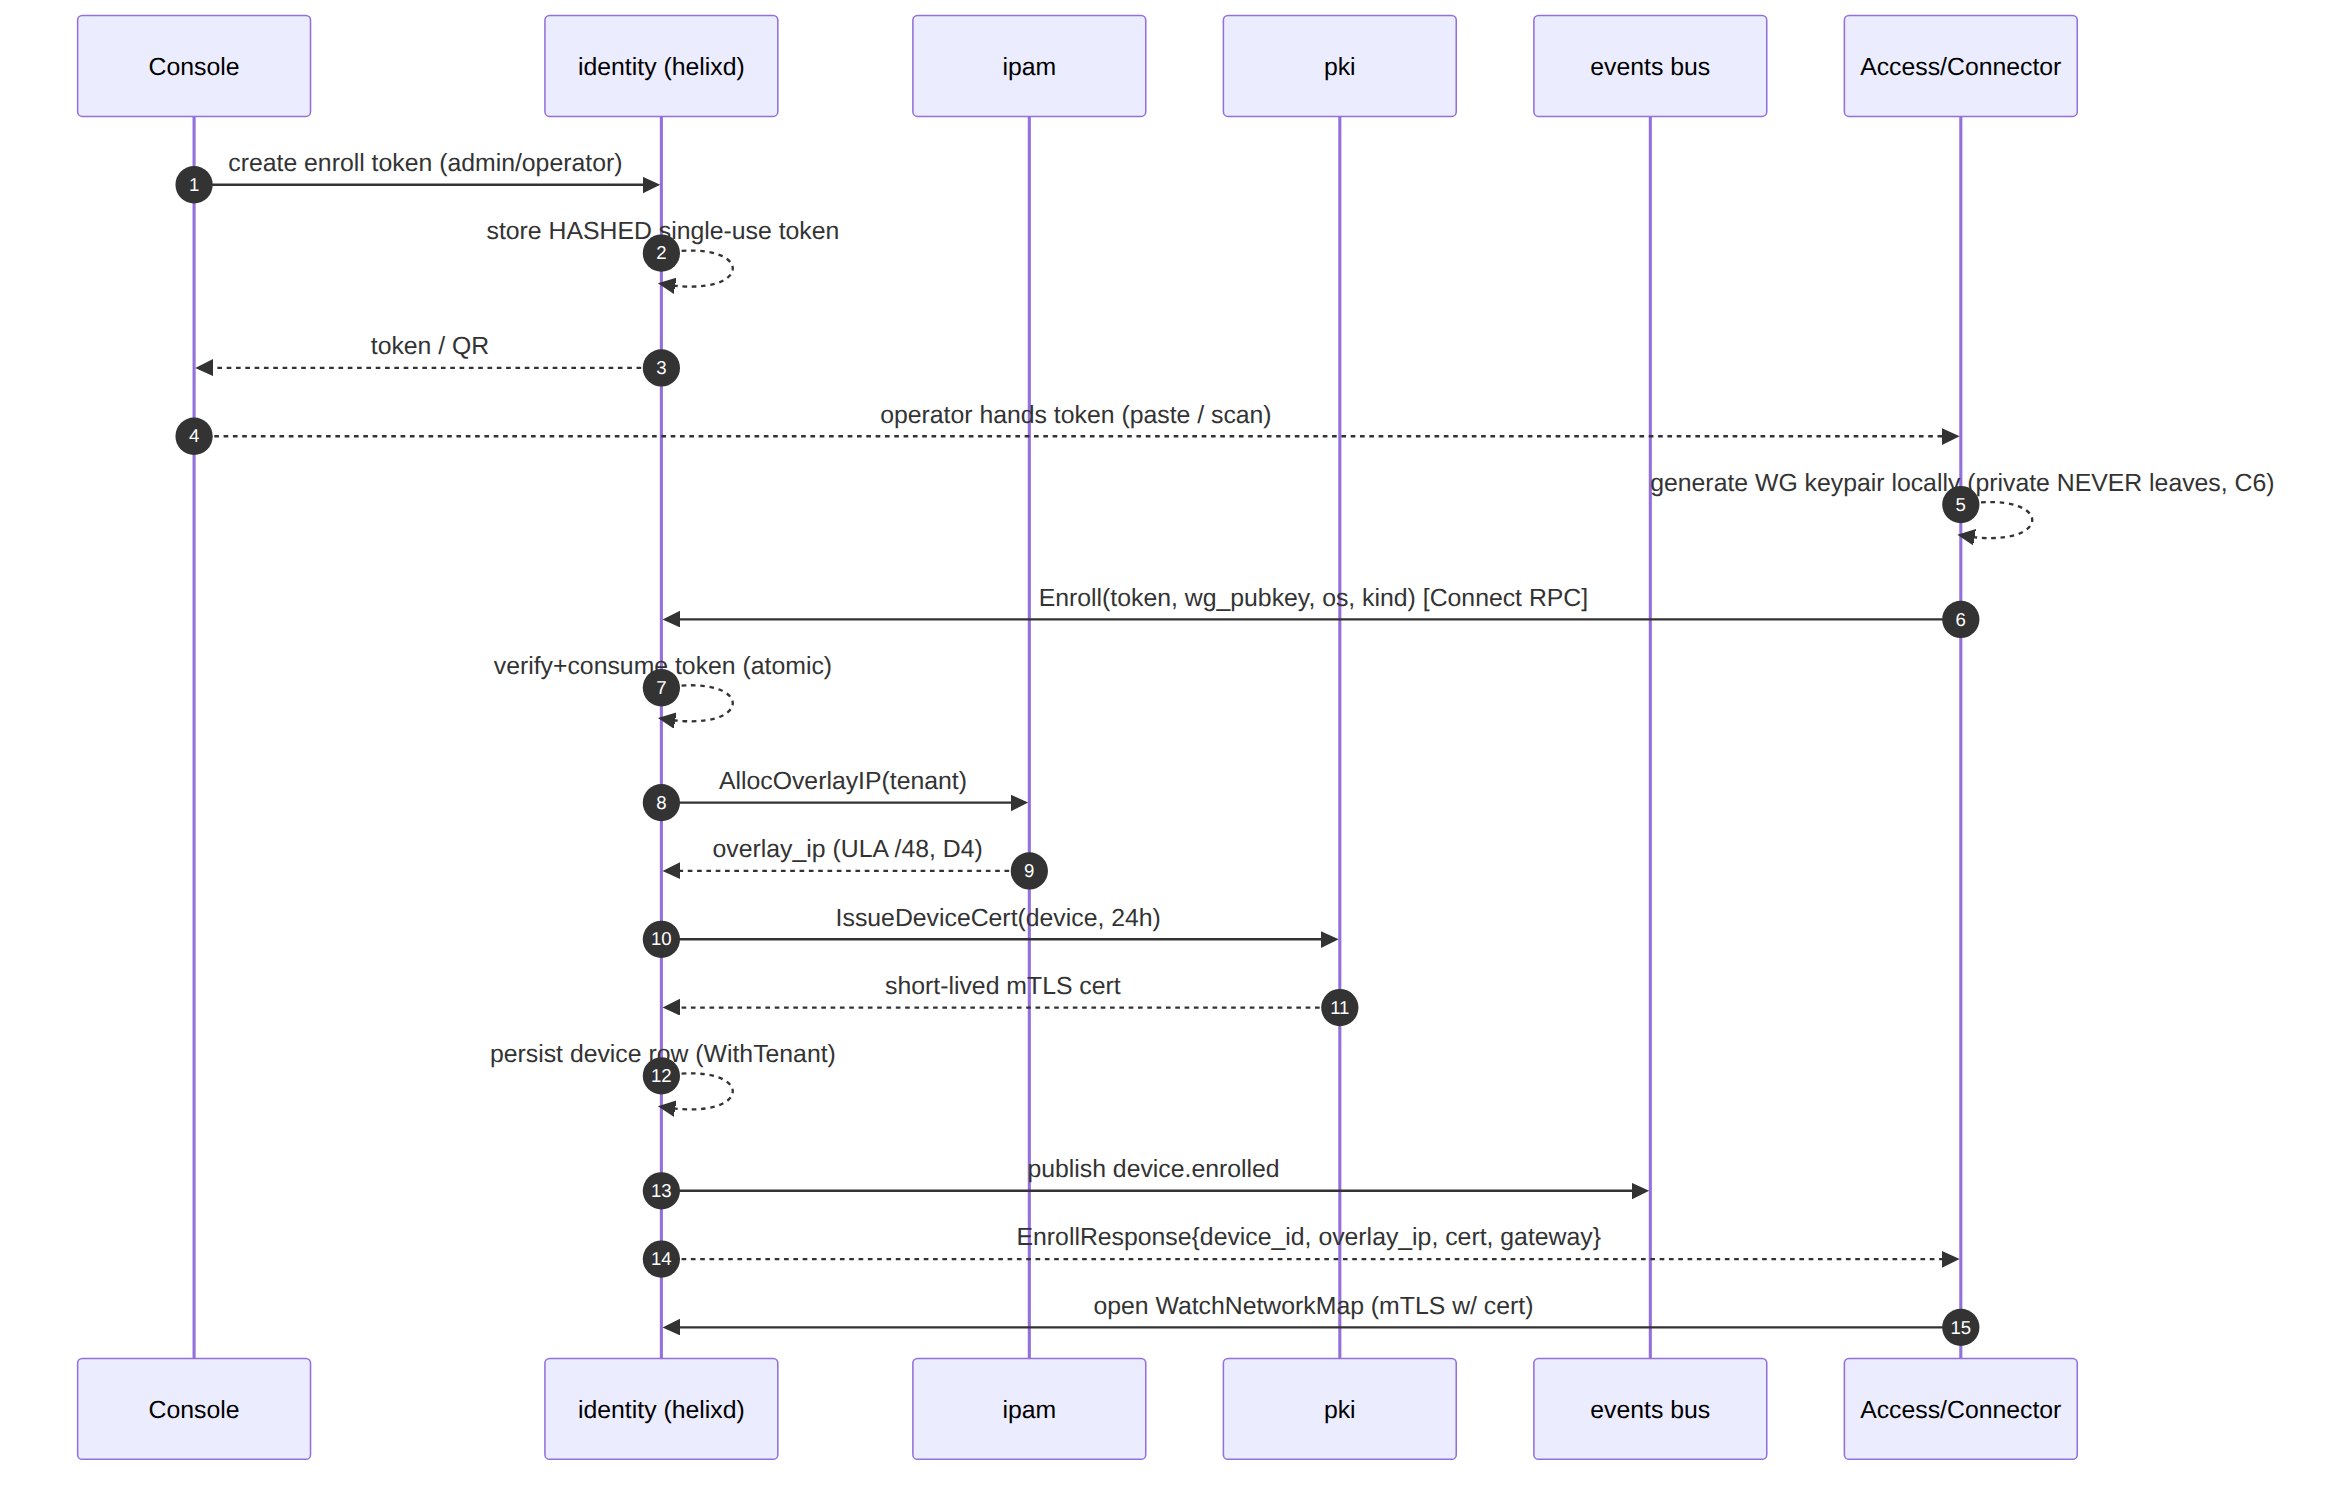 Console
identity (helixd)
ipam
pki
events bus
Access/Connector
create enroll token (admin/operator)
1
store HASHED single-use token
2
token / QR
3
operator hands token (paste / scan)
4
generate WG keypair locally (private NEVER leaves, C6)
5
Enroll(token, wg_pubkey, os, kind) [Connect RPC]
6
verify+consume token (atomic)
7
AllocOverlayIP(tenant)
8
overlay_ip (ULA /48, D4)
9
IssueDeviceCert(device, 24h)
10
short-lived mTLS cert
11
persist device row (WithTenant)
12
publish device.enrolled
13
EnrollResponse{device_id, overlay_ip, cert, gateway}
14
open WatchNetworkMap (mTLS w/ cert)
15
Console
identity (helixd)
ipam
pki
events bus
Access/Connector